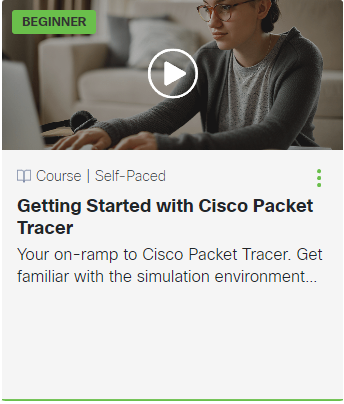 BEGINNER
Course | Self-Paced
Getting Started with Cisco Packet
Tracer
Your on-ramp to Cisco Packet Tracer. Get
familiar with the simulation environment...